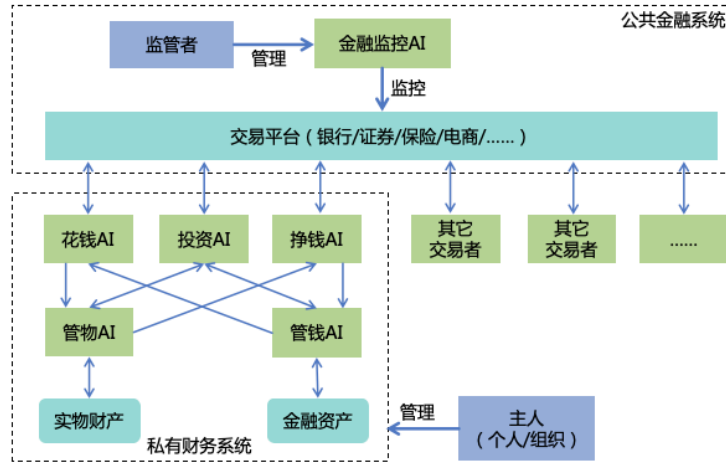 公共金融系统
监管者
管理
金融监控AI
监控
交易平台（银行/证券/保险/电商/……）
花钱AI
投资AI
挣钱AI
其它
交易者
其它
交易者
……
管物AI
管钱AI
实物财产
金融资产
私有财务系统
管理
主人
（个人/组织）